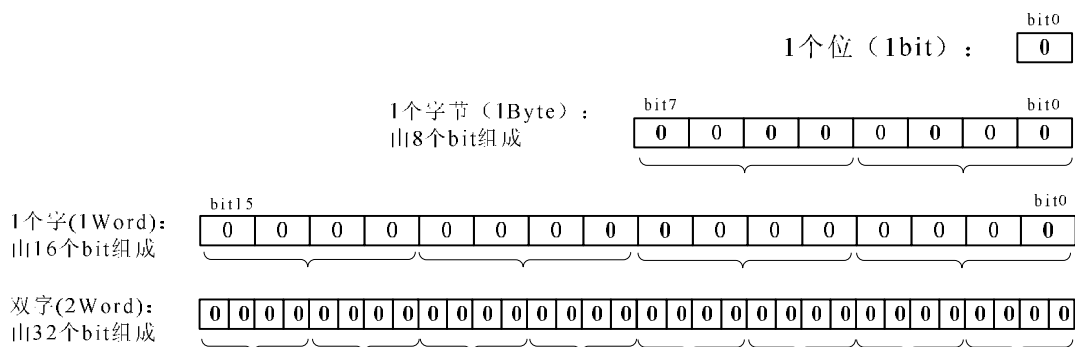 bit0
1个位（1bit）： 0
1个字节（1Byte）：
由8个bit组成
bit7 bit0
0 0 0 0 0 0 0 0
1个字(1Word):
由16个bit组成
bit15 bit0
0 0 0 0 0 0 0 0 0 0 0 0 0 0 0 0
双字(2Word):
由32个bit组成
0 0 0 0 0 0 0 0 0 0 0 0 0 0 0 0 0 0 0 0 0 0 0 0 0 0 0 0 0 0 0 0